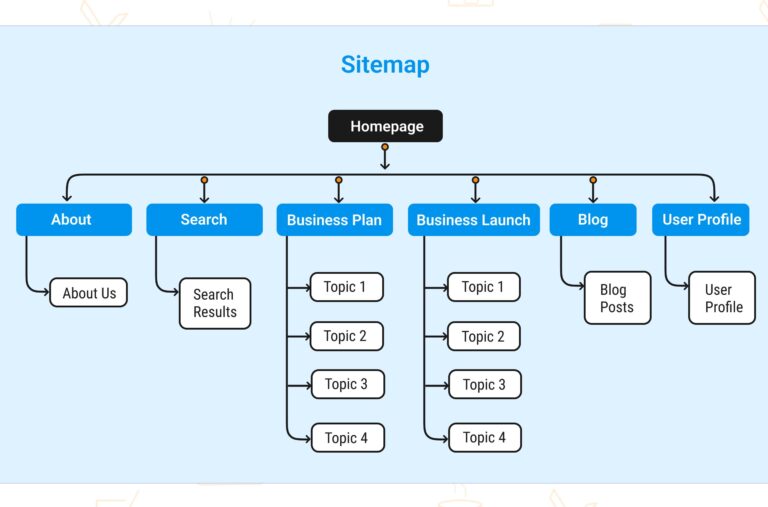 Sitemap
Homepage
About
Search
Business Plan
Business Launch
Blog
User Profile
About Us
Search
Results
Topic 1
Topic 2
Topic 3
Topic 4
Topic 1
Topic 2
Topic 3
Topic 4
Blog
Posts
User
Profile